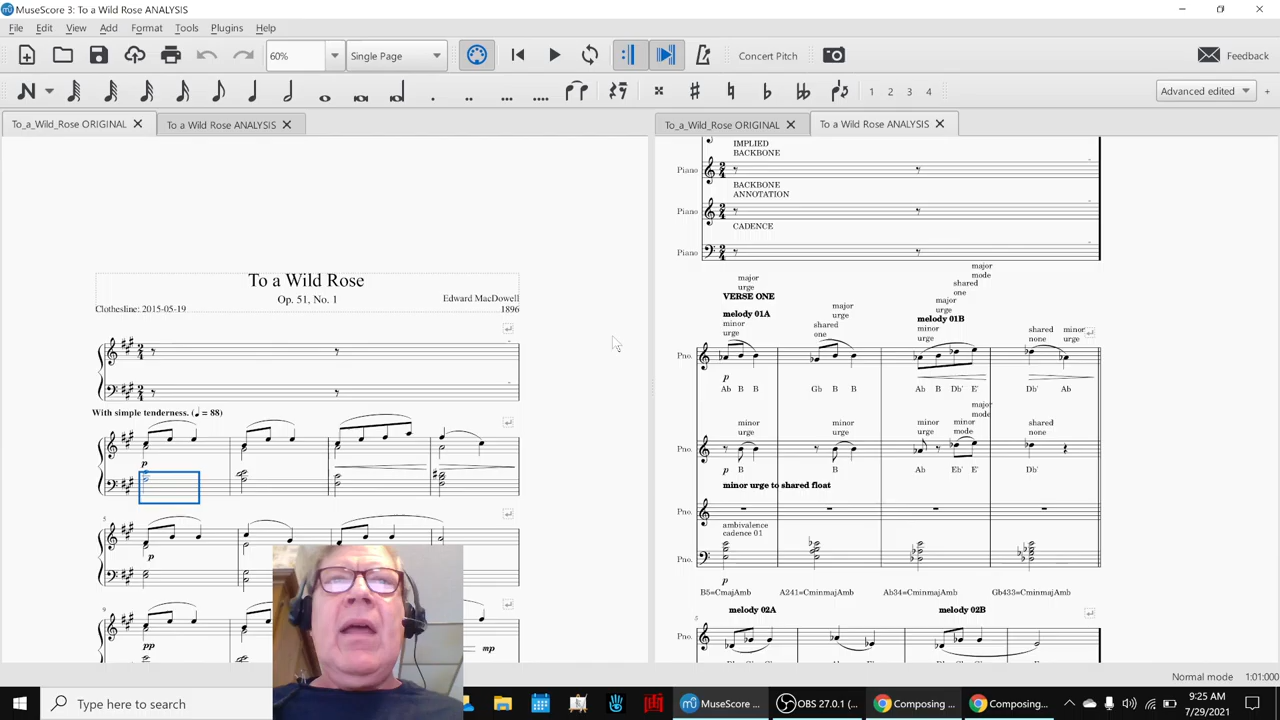 MuseScore 3: To a Wild Rose ANALYSIS
File Edit View Add Format Tools Plugins Help
60% Single Page Concert Pitch Feedback
1 2 3 4 Advanced edited +
To_a_Wild_Rose ORIGINAL To a Wild Rose ANALYSIS
To_a_Wild_Rose ORIGINAL To a Wild Rose ANALYSIS
To a Wild Rose
Op. 51, No. 1
Clothesline: 2015-05-19
Edward MacDowell
1896
With simple tenderness. (♩ = 88)
p
5
p
9
pp
mp
IMPLIED
BACKBONE
Piano
BACKBONE
ANNOTATION
Piano
CADENCE
Piano
major
urge
major
mode
shared
one
VERSE ONE
major
urge
major
urge
melody 01A
melody 01B
minor
urge
shared
one
minor
urge
shared
none
minor
urge
Pno.
p
Ab B B Gb B B Ab B Db' E' Db' Ab
major
mode
minor
urge
minor
urge
minor
urge
minor
mode
shared
none
Pno.
p B B Ab Eb' E' Db'
minor urge to shared float
Pno.
ambivalence
cadence 01
Pno.
p
B5=CmajAmb A241=CminmajAmb Ab34=CminmajAmb Gb433=CminmajAmb
melody 02A melody 02B
5
Pno.
Normal mode 1:01:000
Type here to search
MuseScore ... OBS 27.0.1 (... Composing ... Composing...
9:25 AM
7/29/2021